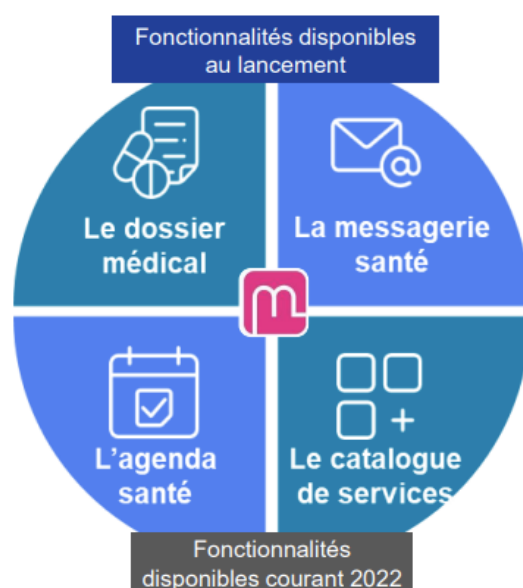 Fonctionnalités disponibles
au lancement
Le dossier
médical
La messagerie
santé
L'agenda
santé
Le catalogue
de services
Fonctionnalités
disponibles courant 2022